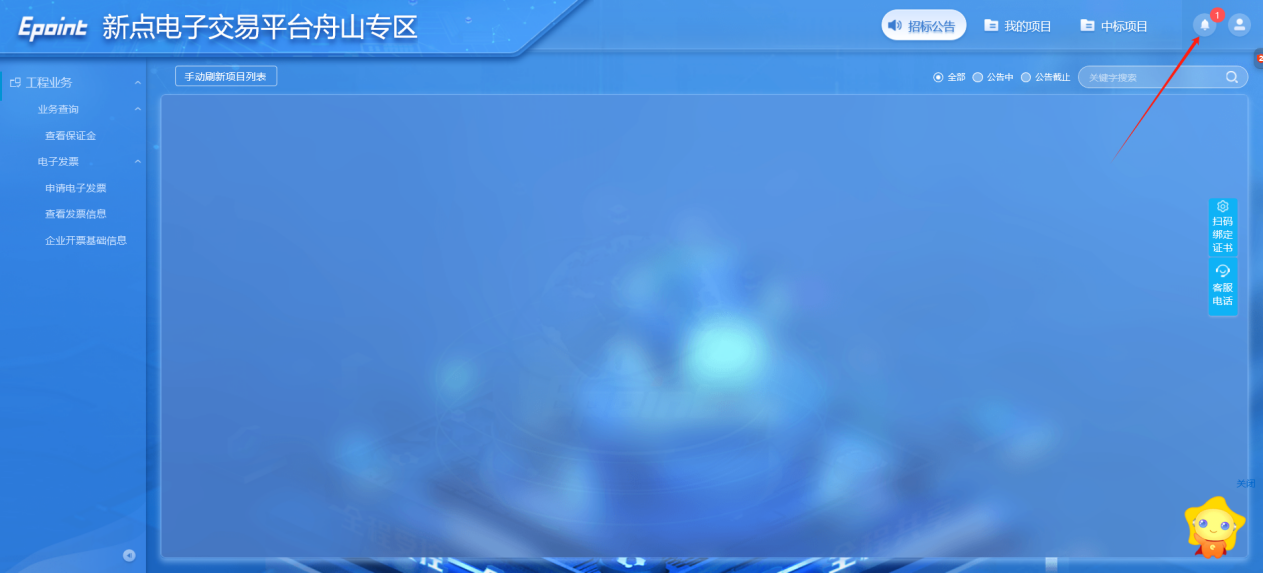 Epoint 新点电子交易平台舟山专区
招标公告
我的项目
中标项目
1
工程业务
业务查询
查看保证金
电子发票
申请电子发票
查看发票信息
企业开票基础信息
手动刷新项目列表
全部
公告中
公告截止
关键字搜索
2
扫码
绑定
证书
客服
电话
关闭